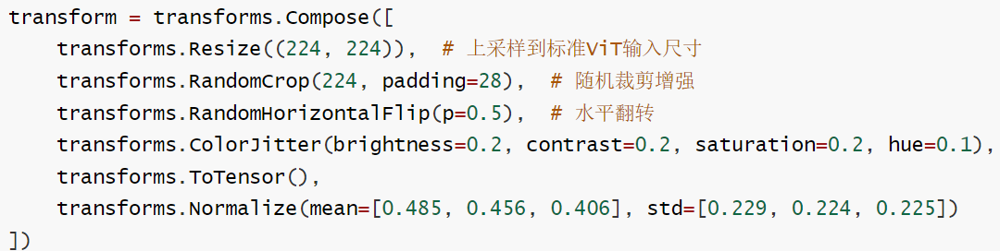 transform = transforms.Compose([
    transforms.Resize((224, 224)),  # 上采样到标准ViT输入尺寸
    transforms.RandomCrop(224, padding=28),  # 随机裁剪增强
    transforms.RandomHorizontalFlip(p=0.5),  # 水平翻转
    transforms.ColorJitter(brightness=0.2, contrast=0.2, saturation=0.2, hue=0.1),
    transforms.ToTensor(),
    transforms.Normalize(mean=[0.485, 0.456, 0.406], std=[0.229, 0.224, 0.225])
])